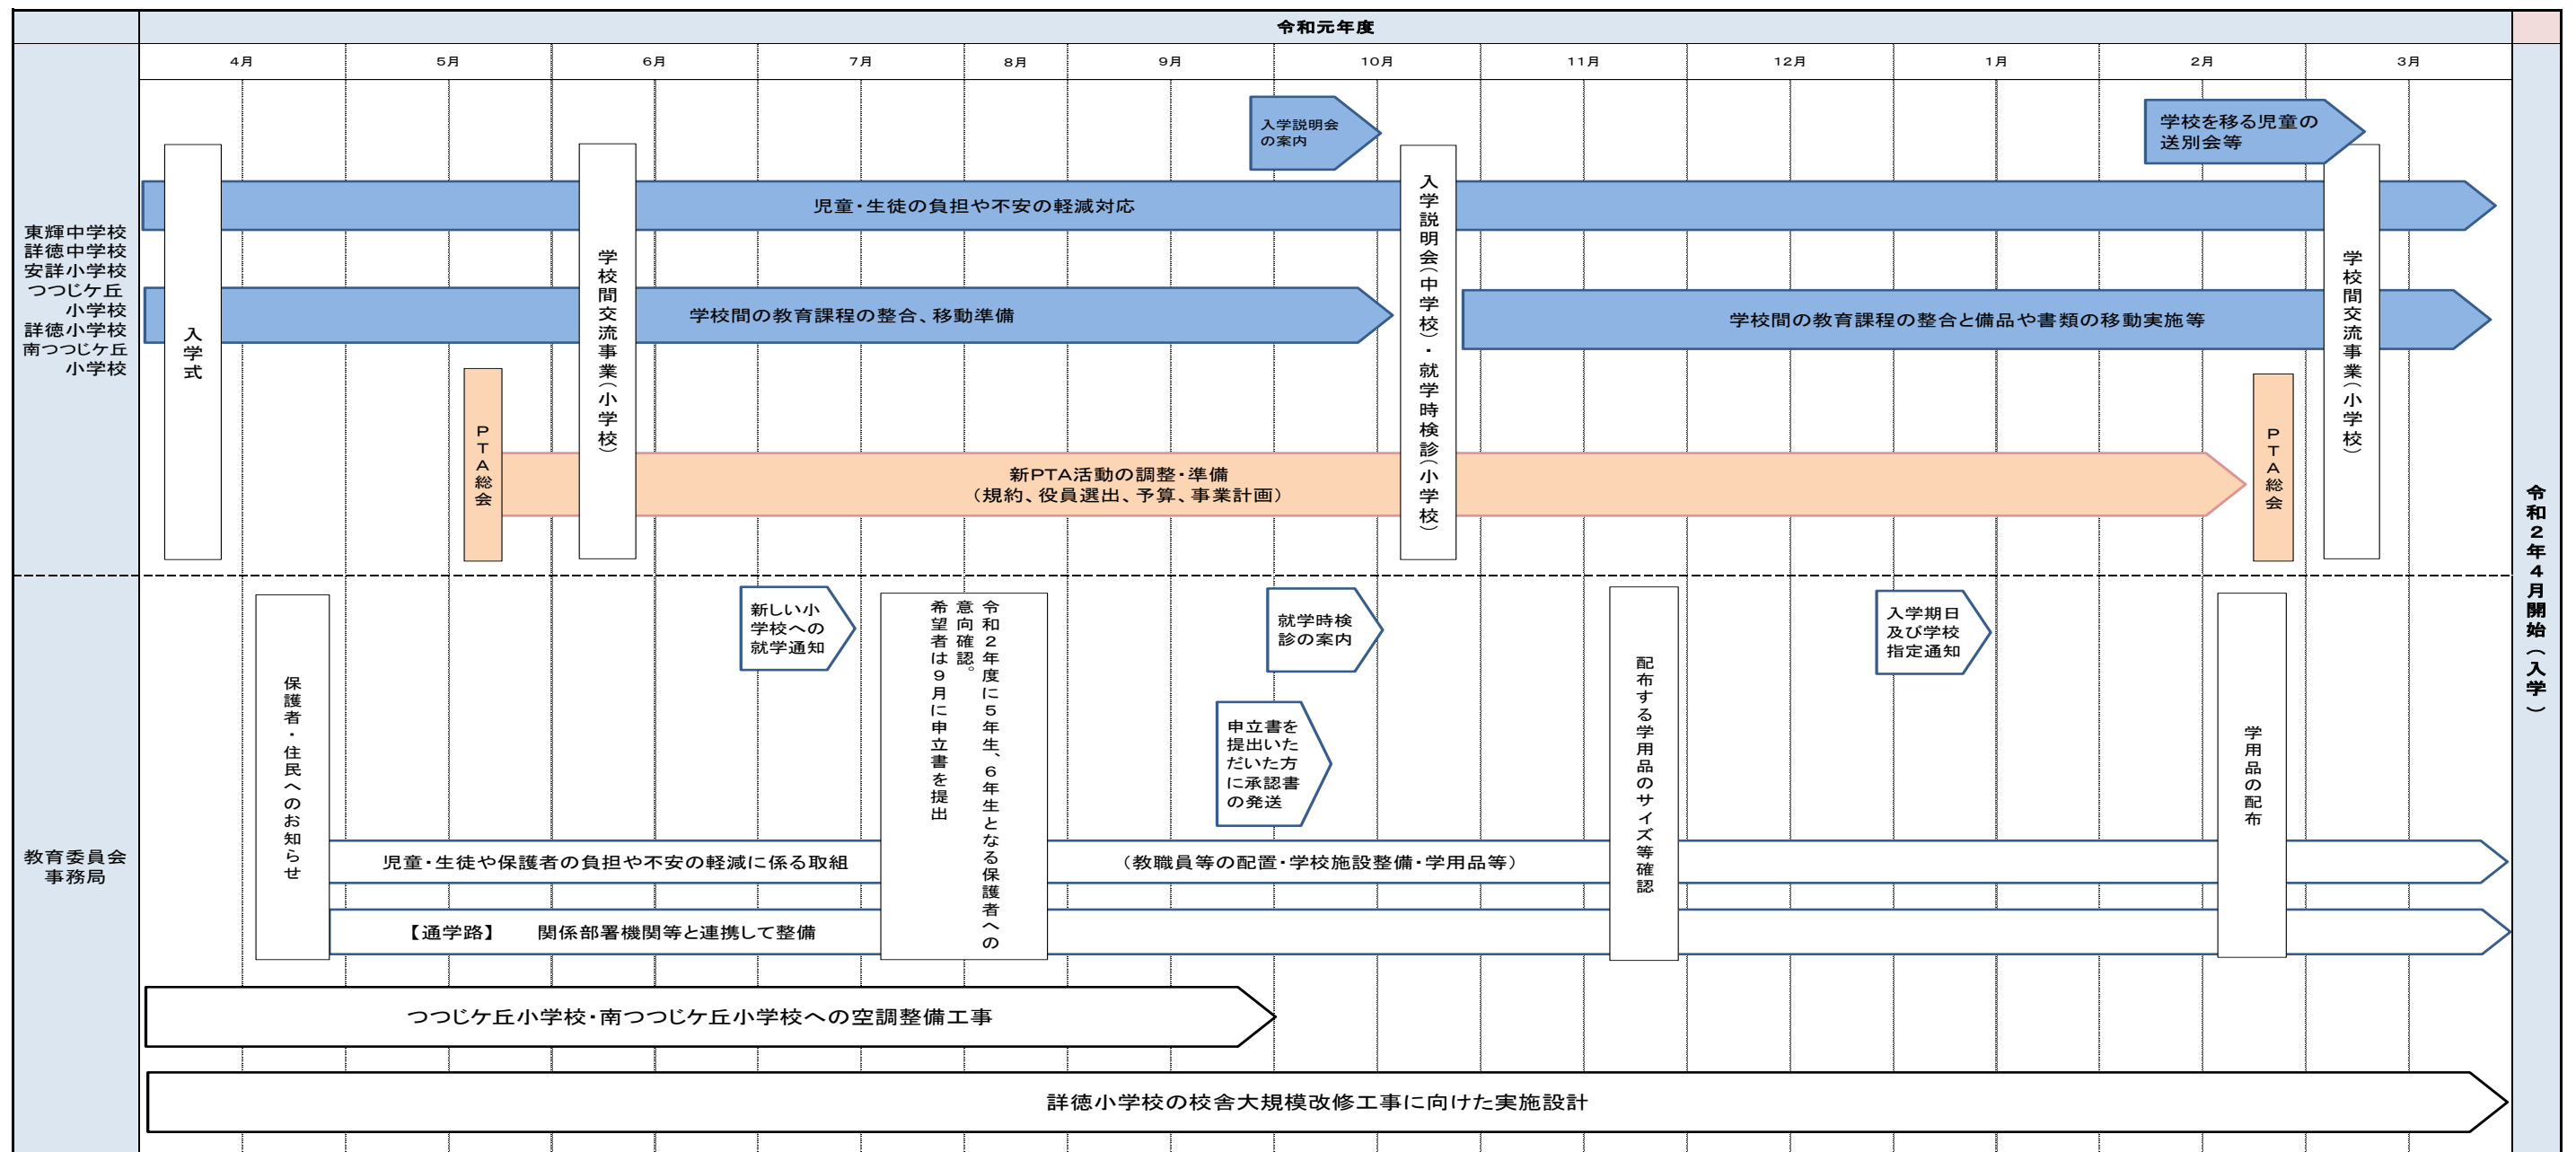 令和元年度
4月
5月
6月
7月
8月
9月
10月
11月
12月
1月
2月
3月
東輝中学校
詳徳中学校
安詳小学校
つつじケ丘
小学校
詳徳小学校
南つつじケ丘
小学校
入学説明会
の案内
学校を移る児童の
送別会等
児童・生徒の負担や不安の軽減対応
学校間の教育課程の整合、移動準備
学校間の教育課程の整合と備品や書類の移動実施等
入学式
PTA総会
学校間交流事業(小学校)
入学説明会(中学校)・就学時検診(小学校)
新PTA活動の調整・準備
(規約、役員選出、予算、事業計画)
PTA総会
学校間交流事業(小学校)
令和2年4月開始(入学)
教育委員会
事務局
保護者・住民へのお知らせ
新しい小
学校への
就学通知
令和2年度に5年生、6年生となる保護者への
意向確認。
希望者は9月に申立書を提出
就学時検
診の案内
申立書を
提出いた
だいた方
に承認書
の発送
配布する学用品のサイズ等確認
入学期日
及び学校
指定通知
学用品の配布
児童・生徒や保護者の負担や不安の軽減に係る取組
(教職員等の配置・学校施設整備・学用品等)
【通学路】 関係部署機関等と連携して整備
つつじケ丘小学校・南つつじケ丘小学校への空調整備工事
詳徳小学校の校舎大規模改修工事に向けた実施設計